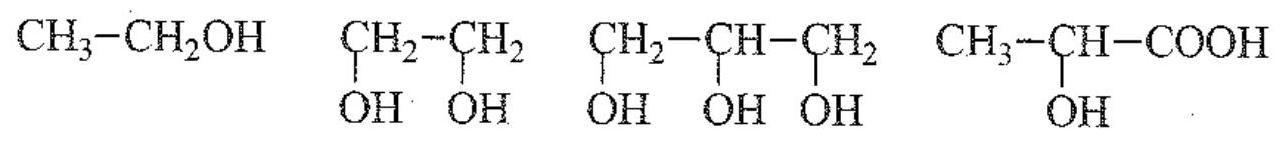 CH₃—CH₂OH CH₂—CH₂ CH₂—CH—CH₂ CH₃—CH—COOH
OH OH OH OH OH OH